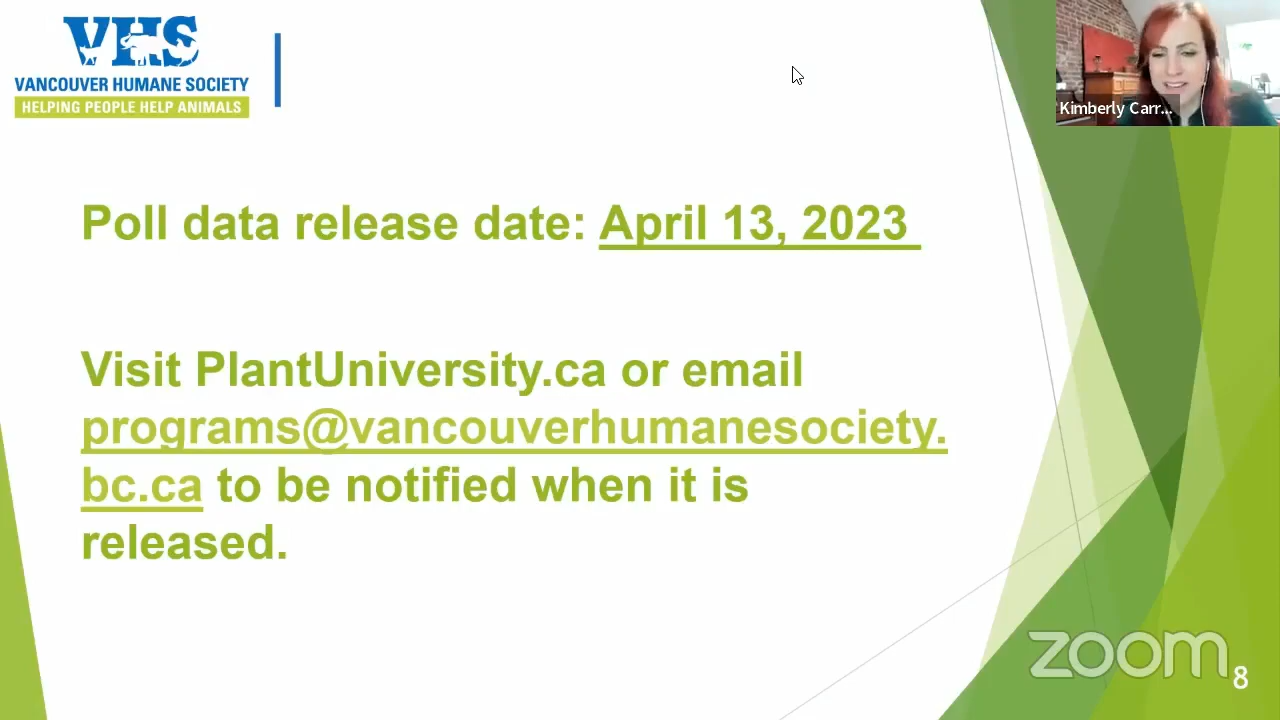 VHS
VANCOUVER HUMANE SOCIETY
HELPING PEOPLE HELP ANIMALS
Kimberly Carr...
Poll data release date: April 13, 2023
Visit PlantUniversity.ca or email
programs@vancouverhumanesociety.
bc.ca to be notified when it is
released.
zoom
8